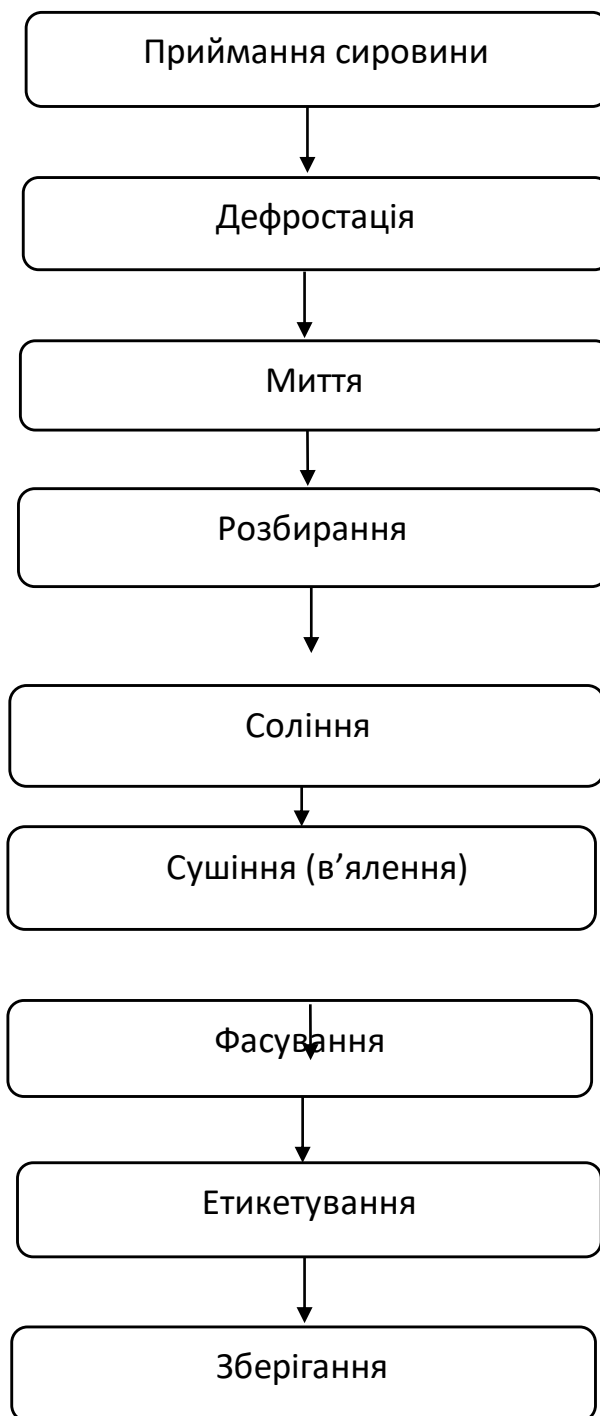 Приймання сировини
Дефростація
Миття
Розбирання
Соління
Сушіння (в’ялення)
Фасування
Етикетування
Зберігання